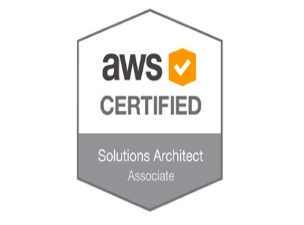 aws
CERTIFIED
Solutions Architect
Associate